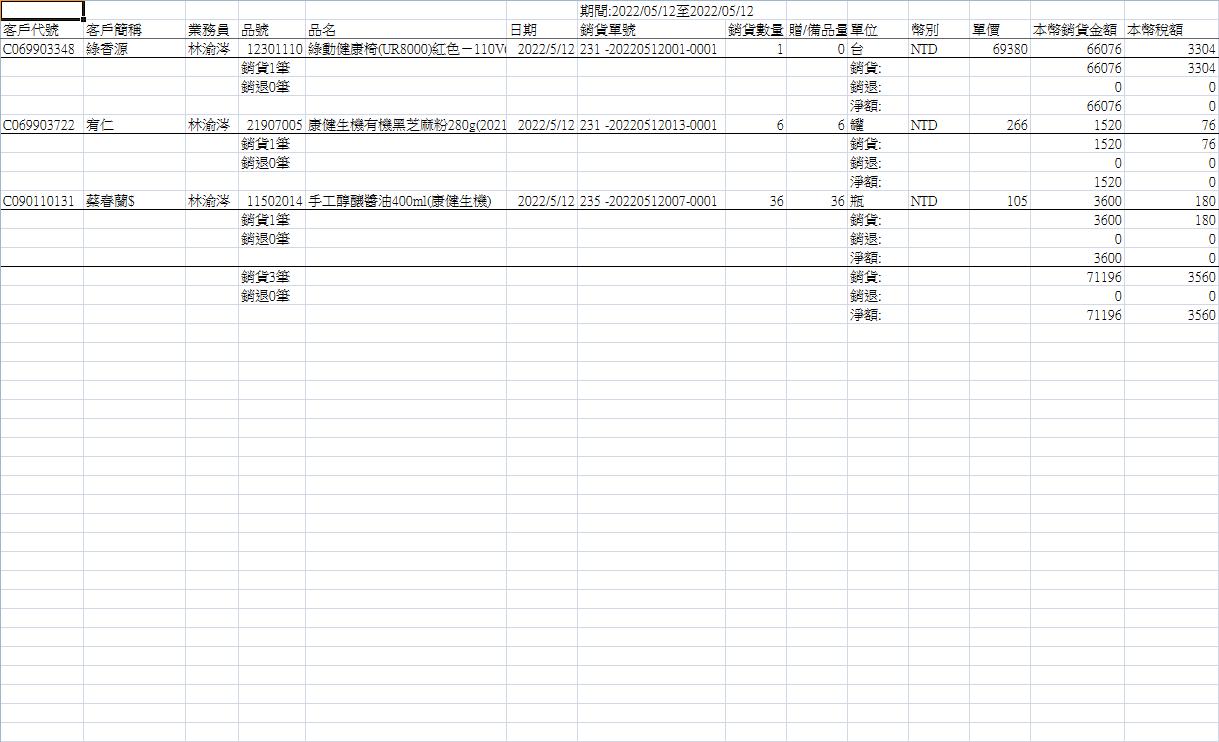 期間:2022/05/12至2022/05/12
客戶代號 客戶簡稱 業務員 品號 品名 日期 銷貨單號 銷貨數量 贈/備品量 單位 幣別 單價 本幣銷貨金額 本幣稅額
C069903348 綠香源 林渝涔 12301110 綠動健康椅(UR8000)紅色－110V( 2022/5/12 231 -20220512001-0001 1 0 台 NTD 69380 66076 3304
銷貨1筆 銷貨: 66076 3304
銷退0筆 銷退: 0 0
淨額: 66076 0
C069903722 宥仁 林渝涔 21907005 康健生機有機黑芝麻粉280g(2021 2022/5/12 231 -20220512013-0001 6 6 罐 NTD 266 1520 76
銷貨1筆 銷貨: 1520 76
銷退0筆 銷退: 0 0
淨額: 1520 0
C090110131 蔡春蘭$ 林渝涔 11502014 手工醇釀醬油400ml(康健生機) 2022/5/12 235 -20220512007-0001 36 36 瓶 NTD 105 3600 180
銷貨1筆 銷貨: 3600 180
銷退0筆 銷退: 0 0
淨額: 3600 0
銷貨3筆 銷貨: 71196 3560
銷退0筆 銷退: 0 0
淨額: 71196 3560